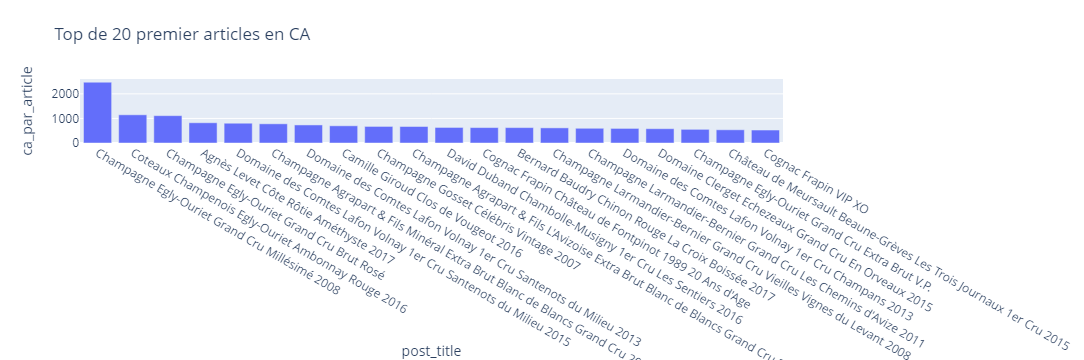 Top de 20 premier articles en CA
ca_par_article
2000
1000
0
Champagne Egly-Ouriet Grand Cru Millésimé 2008
Coteaux Champenois Egly-Ouriet Ambonnay Rouge 2016
Champagne Egly-Ouriet Grand Cru Brut Rosé
Agnès Levet Côte Rôtie Améthyste 2017
Domaine des Comtes Lafon Volnay 1er Cru Santenots du Milieu 2015
Champagne Agrapart & Fils Minéral Extra Brut Blanc de Blancs Grand Cru
Domaine des Comtes Lafon Volnay 1er Cru Santenots du Milieu 2013
Camille Giroud Clos de Vougeot 2016
Champagne Gosset Célébris Vintage 2007
Champagne Agrapart & Fils L'Avizoise Extra Brut Blanc de Blancs Grand Cru
David Duband Chambolle-Musigny 1er Cru Les Sentiers 2016
Cognac Frapin Château de Fontpinot 1989 20 Ans d'Age
Bernard Baudry Chinon Rouge La Croix Boissée 2017
Champagne Larmandier-Bernier Grand Cru Vieilles Vignes du Levant 2008
Champagne Larmandier-Bernier Grand Cru Les Chemins d'Avize 2011
Domaine des Comtes Lafon Volnay 1er Cru Champans 2013
Domaine Clerget Echezeaux Grand Cru En Orveaux 2015
Champagne Egly-Ouriet Grand Cru Extra Brut V.P.
Château de Meursault Beaune-Grèves Les Trois Journaux 1er Cru 2015
Cognac Frapin VIP XO
post_title